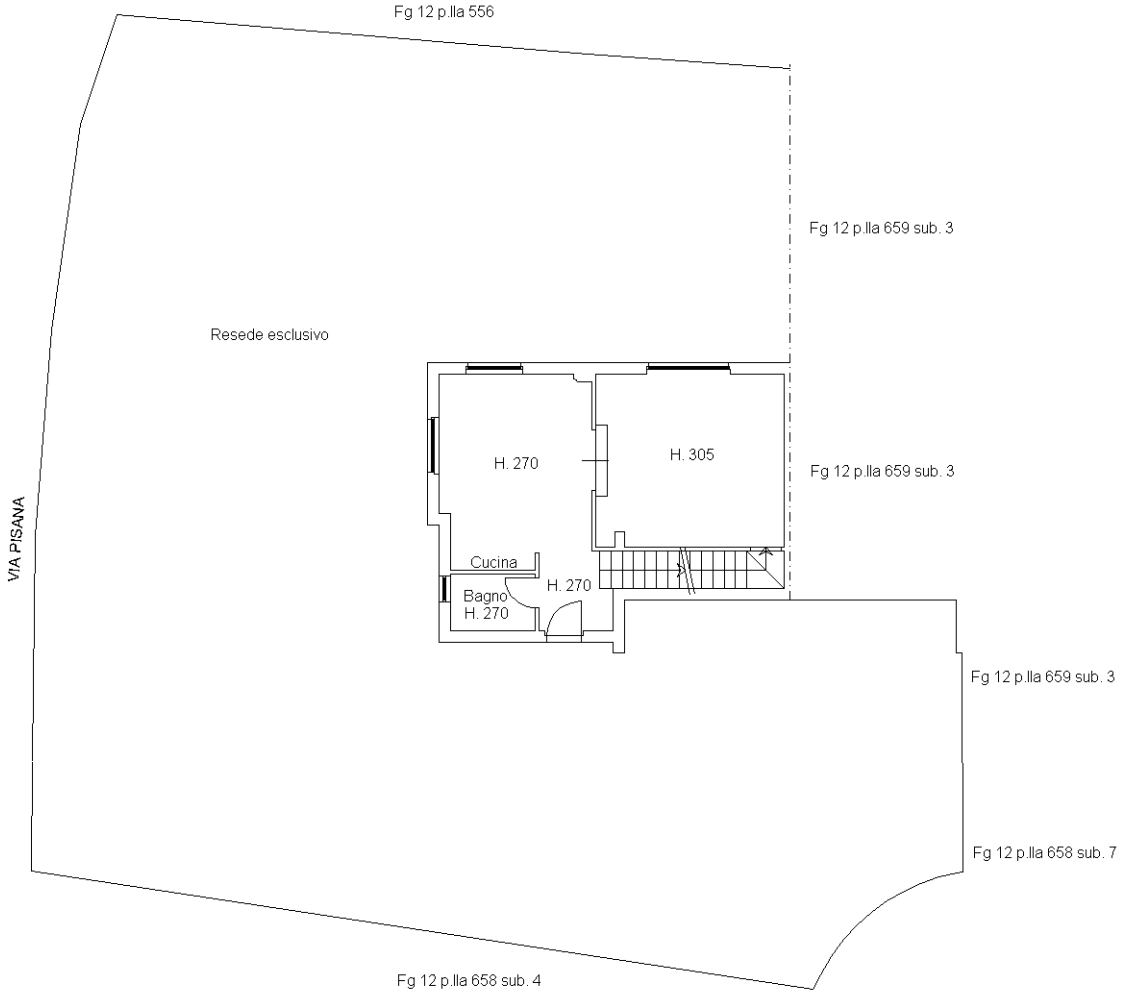 Fg 12 p.lla 556
Fg 12 p.lla 659 sub. 3
Resede esclusivo
H. 270
H. 305
Fg 12 p.lla 659 sub. 3
VIA PISANA
Cucina
H. 270
Bagno
H. 270
Fg 12 p.lla 659 sub. 3
Fg 12 p.lla 658 sub. 7
Fg 12 p.lla 658 sub. 4